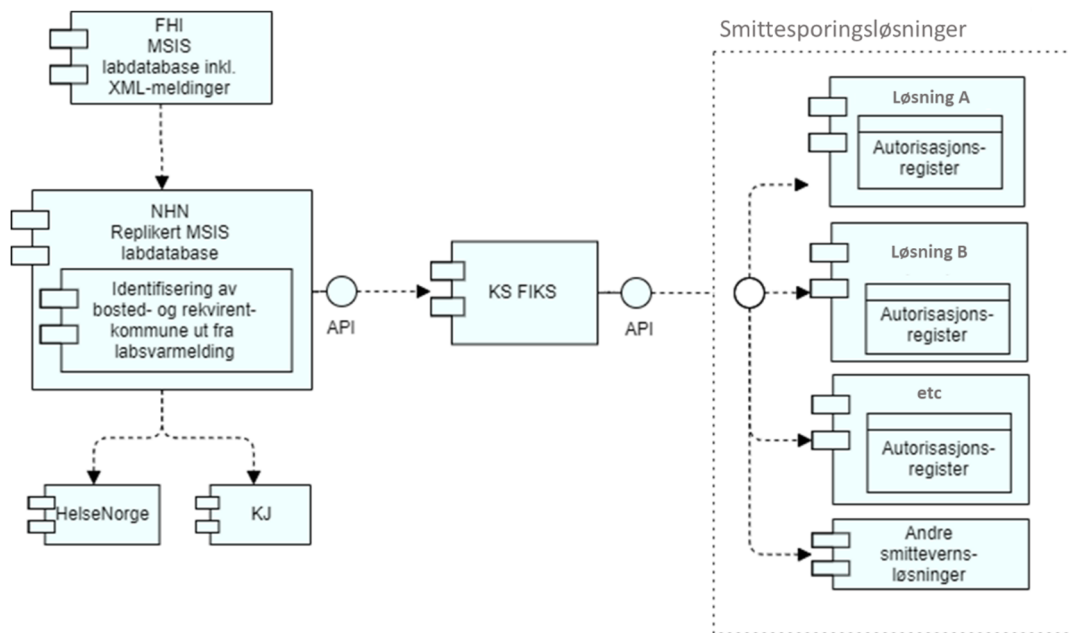 FHI
MSIS
labdatabase inkl.
XML-meldinger
NHN
Replikert MSIS
labdatabase
Identifisering av
bosted- og rekvirent-
kommune ut fra
labsvarmelding
API
KS FIKS
API
HelseNorge
KJ
Smittesporingsløsninger
Løsning A
Autorisasjons-
register
Løsning B
Autorisasjons-
register
etc
Autorisasjons-
register
Andre
smitteverns-
løsninger